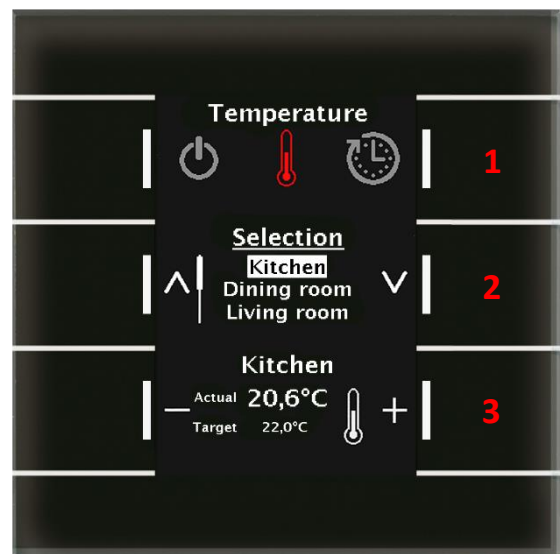 Temperature
1
Selection
Kitchen
Dining room
Living room
2
Kitchen
Actual 20,6°C
Target 22,0°C
3